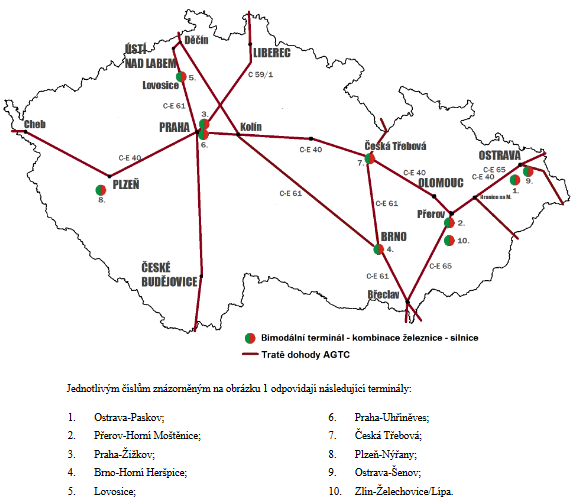 Děčín
ÚSTÍ
NAD LABEM
LIBEREC
5.
C 59/1
Lovosice
C-E 61
Cheb
3.
PRAHA
Kolín
6.
C-E 40
Česká Třebová
7.
C-E 40
OSTRAVA
C-E 65
C-E 40
9.
1.
C-E 40
PLZEŇ
8.
OLOMOUC
Hranice na M.
Přerov
2.
C-E 61
C-E 61
BRNO
4.
10.
ČESKÉ
BUDĚJOVICE
C-E 61
C-E 65
Břeclav
Bimodální terminál - kombinace železnice - silnice
Tratě dohody AGTC
Jednotlivým číslům znázorněným na obrázku 1 odpovídají následující terminály:
1. Ostrava-Paskov;
2. Přerov-Horní Moštěnice;
3. Praha-Žižkov;
4. Brno-Horní Heršpice;
5. Lovosice;
6. Praha-Uhříněves;
7. Česká Třebová;
8. Plzeň-Nýřany;
9. Ostrava-Šenov;
10. Zlín-Želechovice/Lípa.